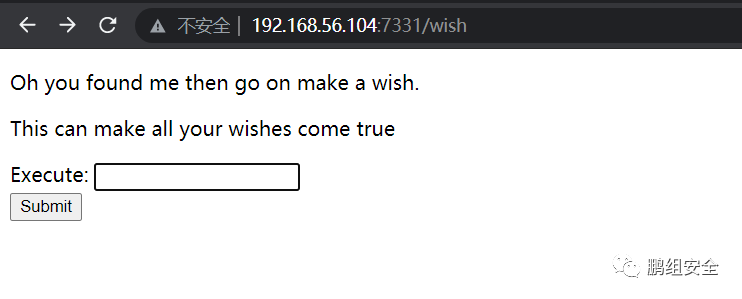 不安全 | 192.168.56.104:7331/wish
Oh you found me then go on make a wish.
This can make all your wishes come true
Execute:
Submit
鹏组安全